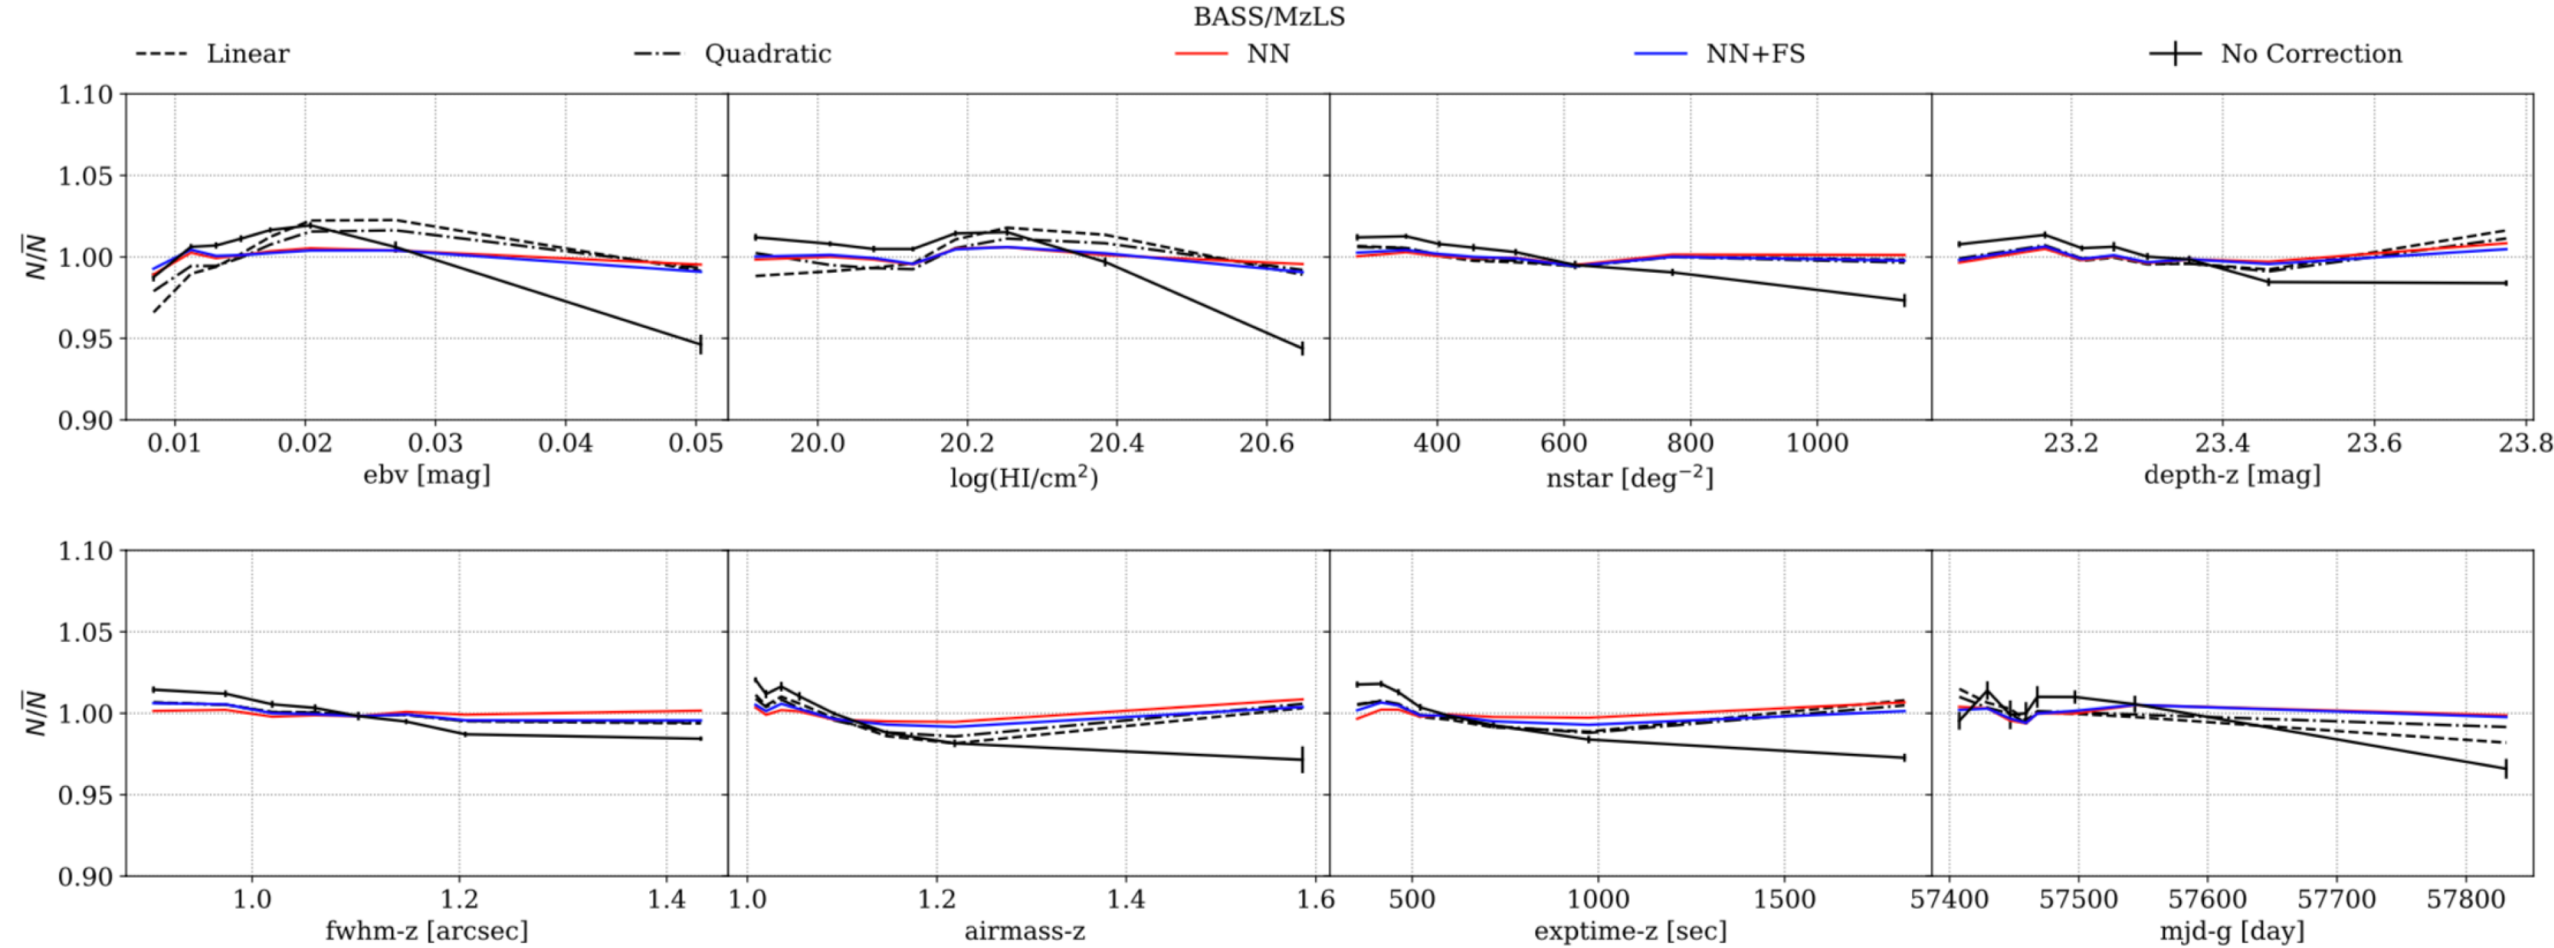 BASS/MzLS
Linear Quadratic NN NN+FS No Correction
1.10
1.05
1.00
0.95
0.90
N/N̅
0.01 0.02 0.03 0.04 0.05 20.0 20.2 20.4 20.6 400 600 800 1000 23.2 23.4 23.6 23.8
ebv [mag] log(HI/cm²) nstar [deg⁻²] depth-z [mag]
1.10
1.05
1.00
0.95
0.90
N/N̅
1.0 1.2 1.4 1.0 1.2 1.4 1.6 500 1000 1500 57400 57500 57600 57700 57800
fwhm-z [arcsec] airmass-z exptime-z [sec] mjd-g [day]